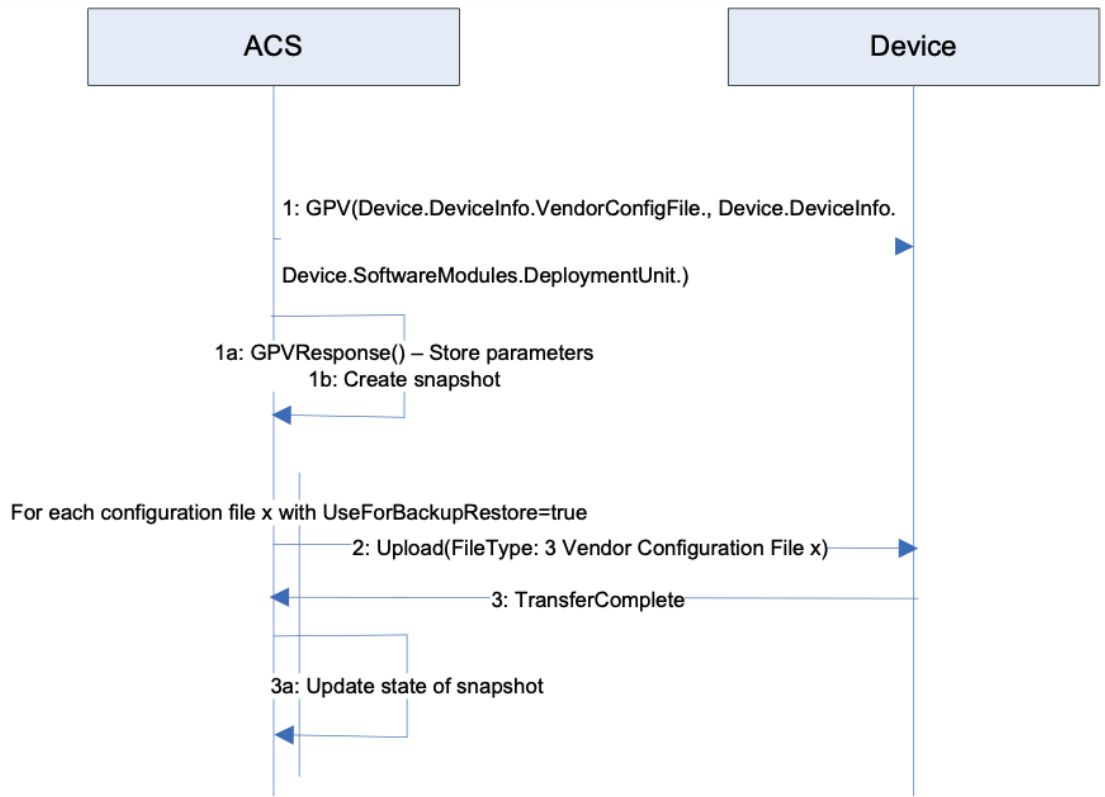 ACS
Device
1: GPV(Device.DeviceInfo.VendorConfigFile., Device.DeviceInfo.
Device.SoftwareModules.DeploymentUnit.)
1a: GPVResponse() – Store parameters
1b: Create snapshot
For each configuration file x with UseForBackupRestore=true
2: Upload(FileType: 3 Vendor Configuration File x)
3: TransferComplete
3a: Update state of snapshot